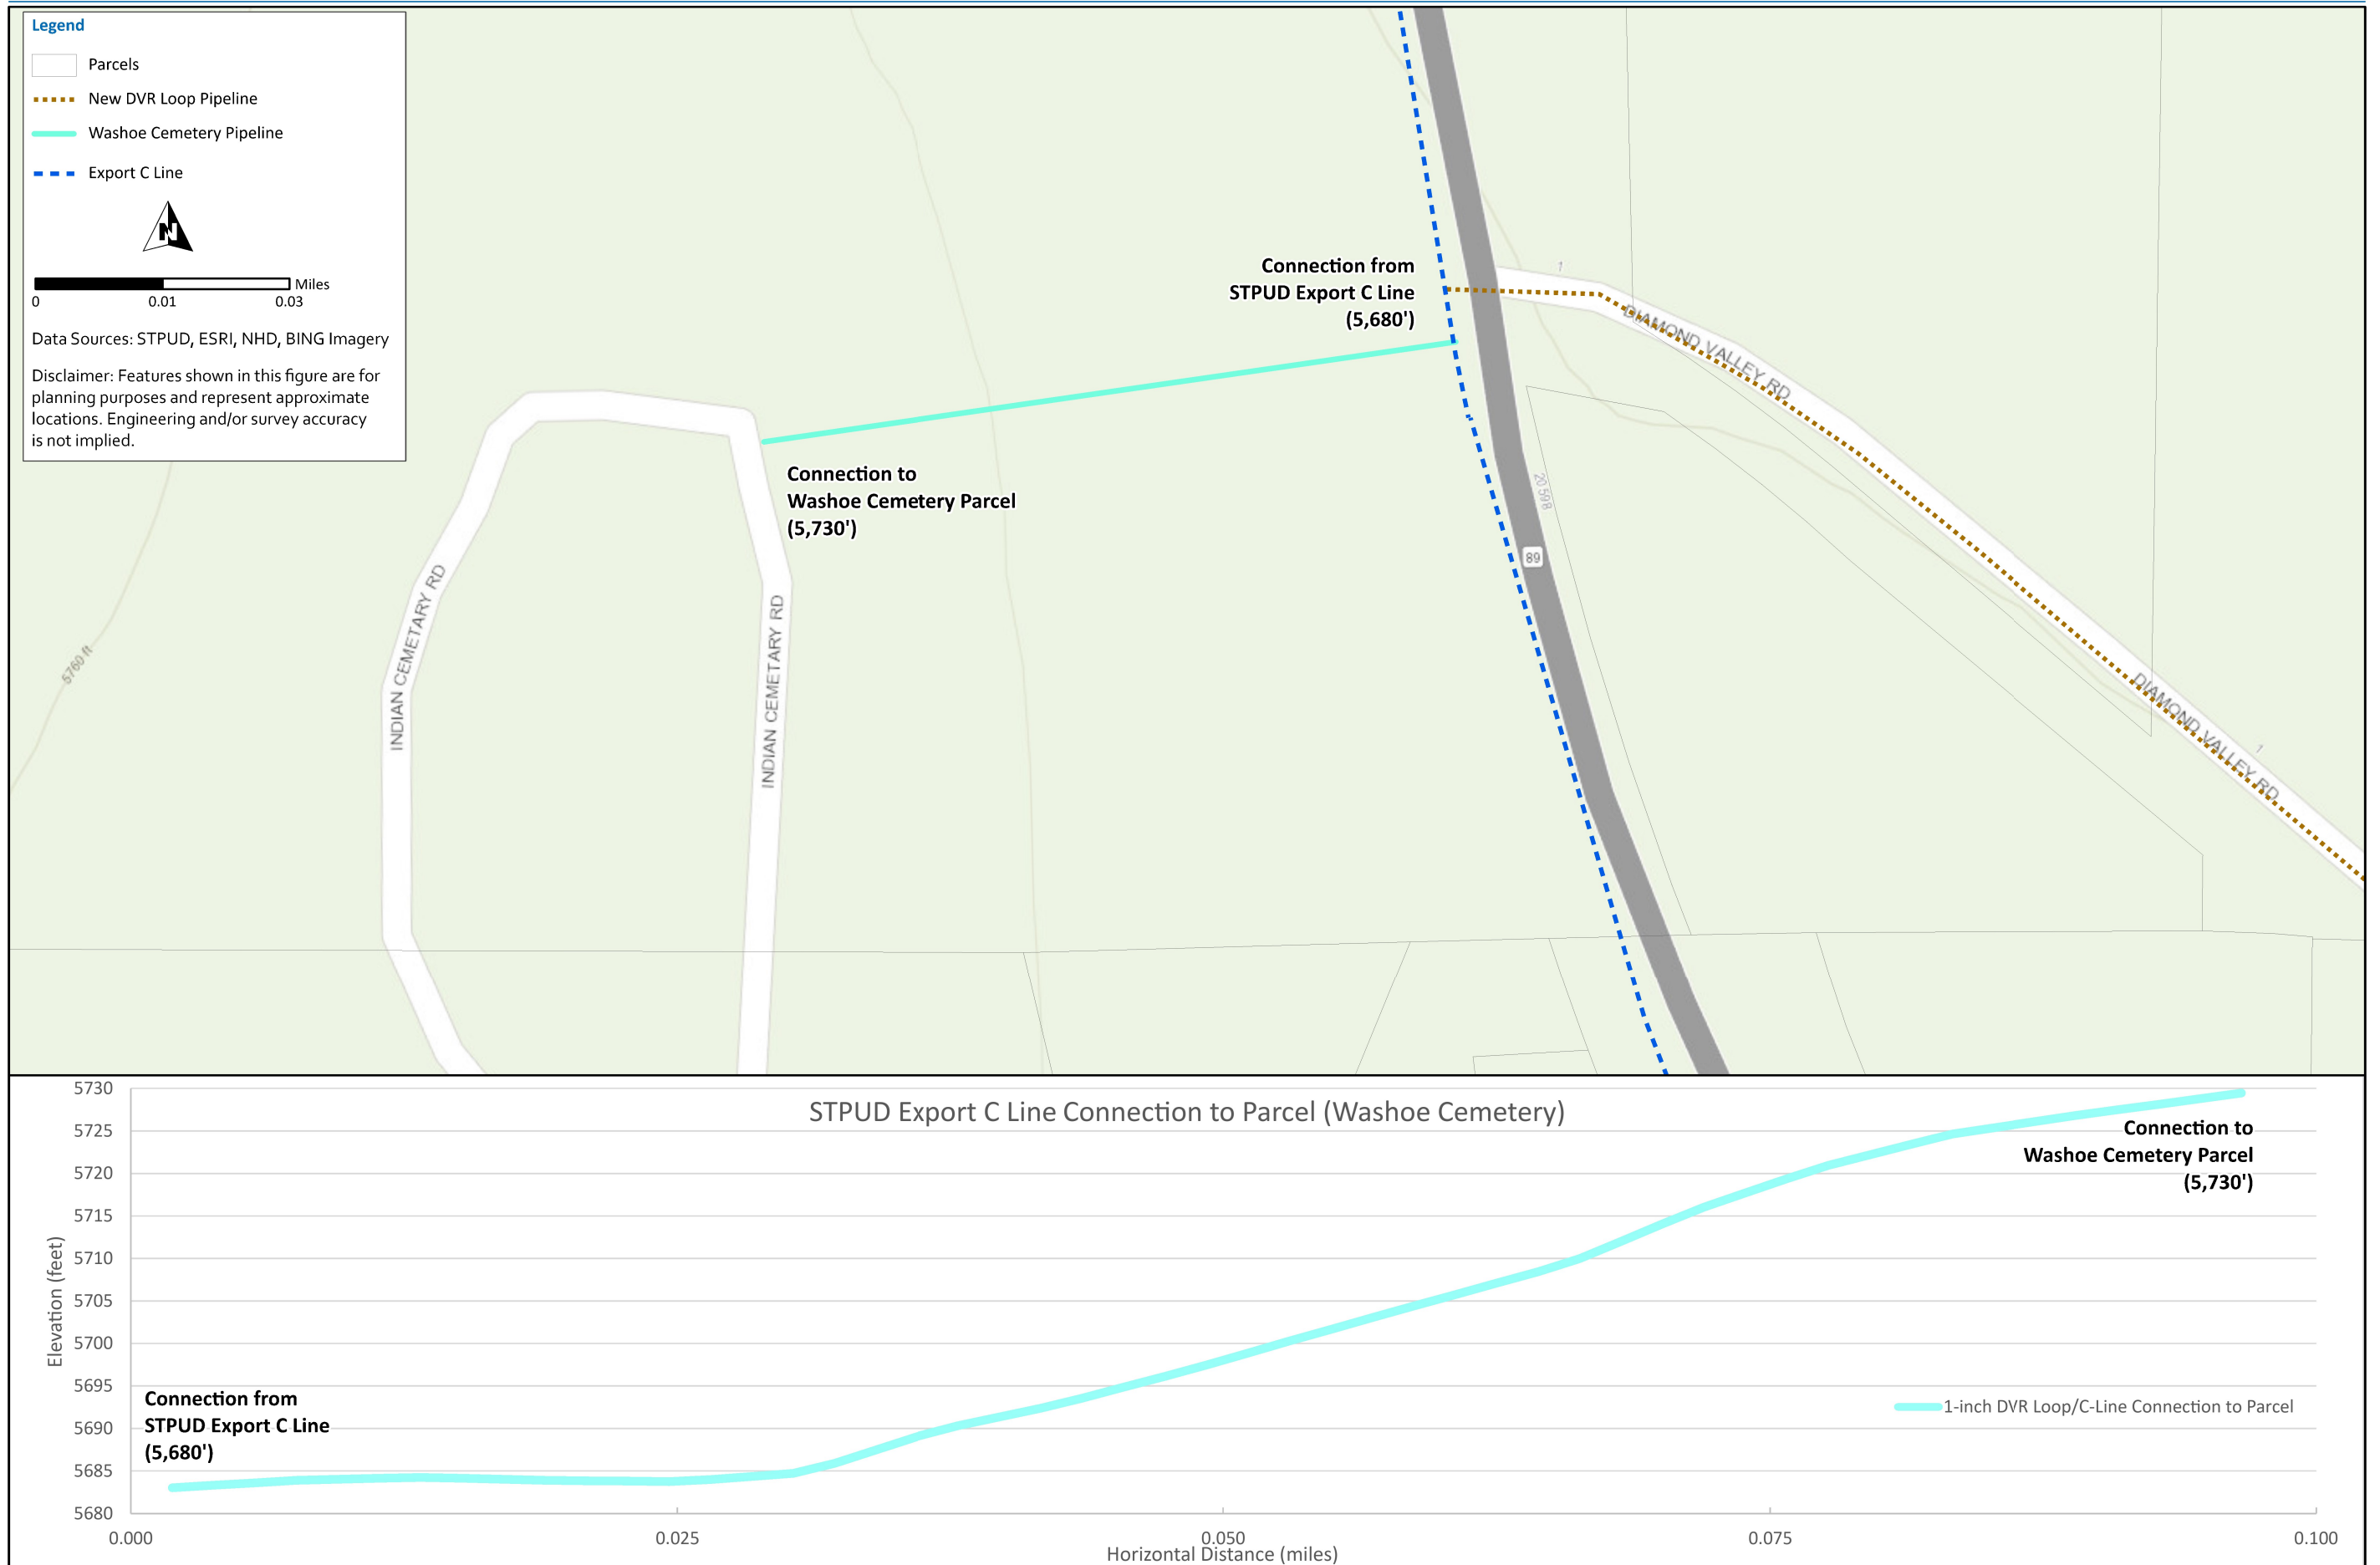 Legend
Parcels
New DVR Loop Pipeline
Washoe Cemetery Pipeline
Export C Line
N
Miles
0 0.01 0.03
Data Sources: STPUD, ESRI, NHD, BING Imagery
Disclaimer: Features shown in this figure are for
planning purposes and represent approximate
locations. Engineering and/or survey accuracy
is not implied.
Connection from
STPUD Export C Line
(5,680')
1
DIAMOND VALLEY RD
Connection to
Washoe Cemetery Parcel
(5,730')
20598
89
INDIAN CEMETARY RD
INDIAN CEMETARY RD
5760 ft
DIAMOND VALLEY RD
1
STPUD Export C Line Connection to Parcel (Washoe Cemetery)
5730
5725
5720
5715
5710
5705
5700
5695
5690
5685
5680
Elevation (feet)
Connection to
Washoe Cemetery Parcel
(5,730')
Connection from
STPUD Export C Line
(5,680')
1-inch DVR Loop/C-Line Connection to Parcel
0.000 0.025 0.050 0.075 0.100
Horizontal Distance (miles)